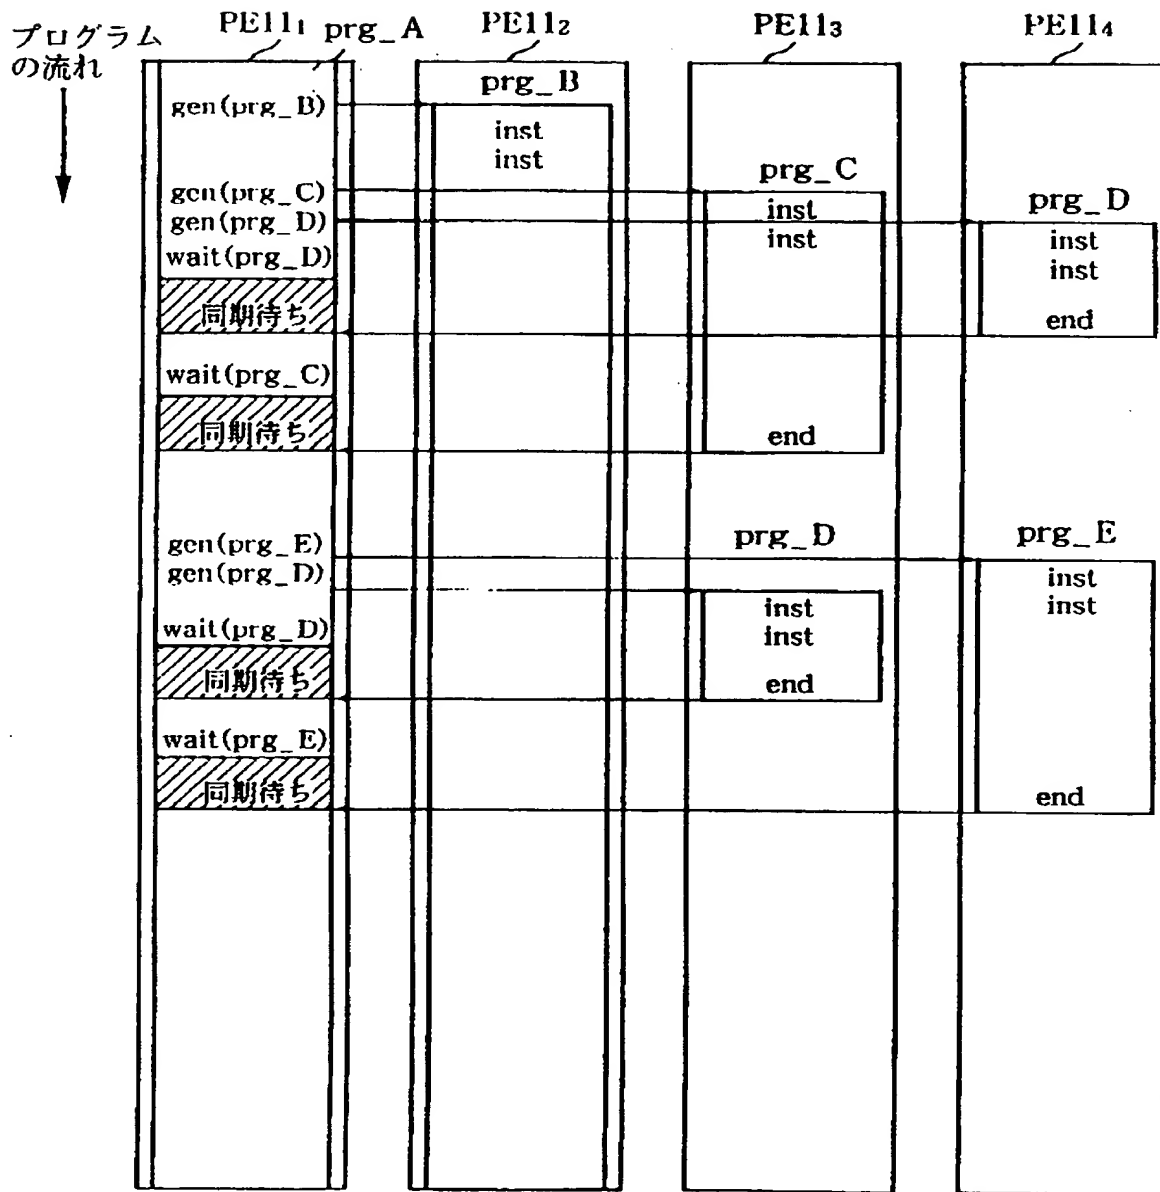 プログラム
の流れ
PE11₁
prg_A
PE11₂
PE11₃
PE11₄
gen(prg_B)
prg_B
inst
inst
gen(prg_C)
prg_C
gen(prg_D)
inst
prg_D
wait(prg_D)
inst
inst
inst
同期待ち
end
wait(prg_C)
同期待ち
end
gen(prg_E)
prg_D
prg_E
gen(prg_D)
inst
inst
wait(prg_D)
inst
inst
同期待ち
end
wait(prg_E)
同期待ち
end